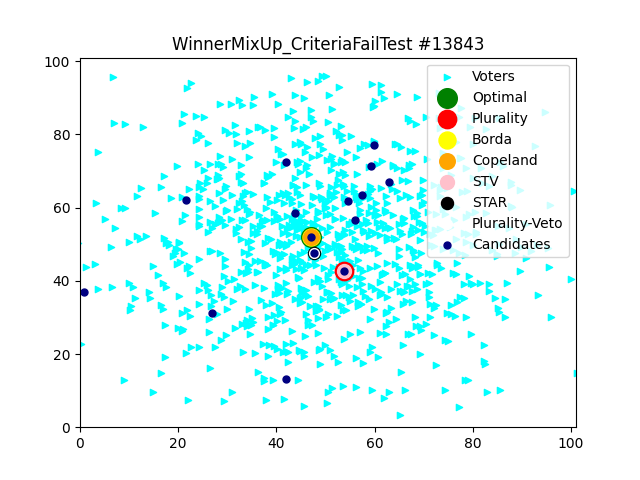 WinnerMixUp_CriteriaFailTest #13843
100
80
60
40
20
0
0
20
40
60
80
100
Voters
Optimal
Plurality
Borda
Copeland
STV
STAR
Plurality-Veto
Candidates